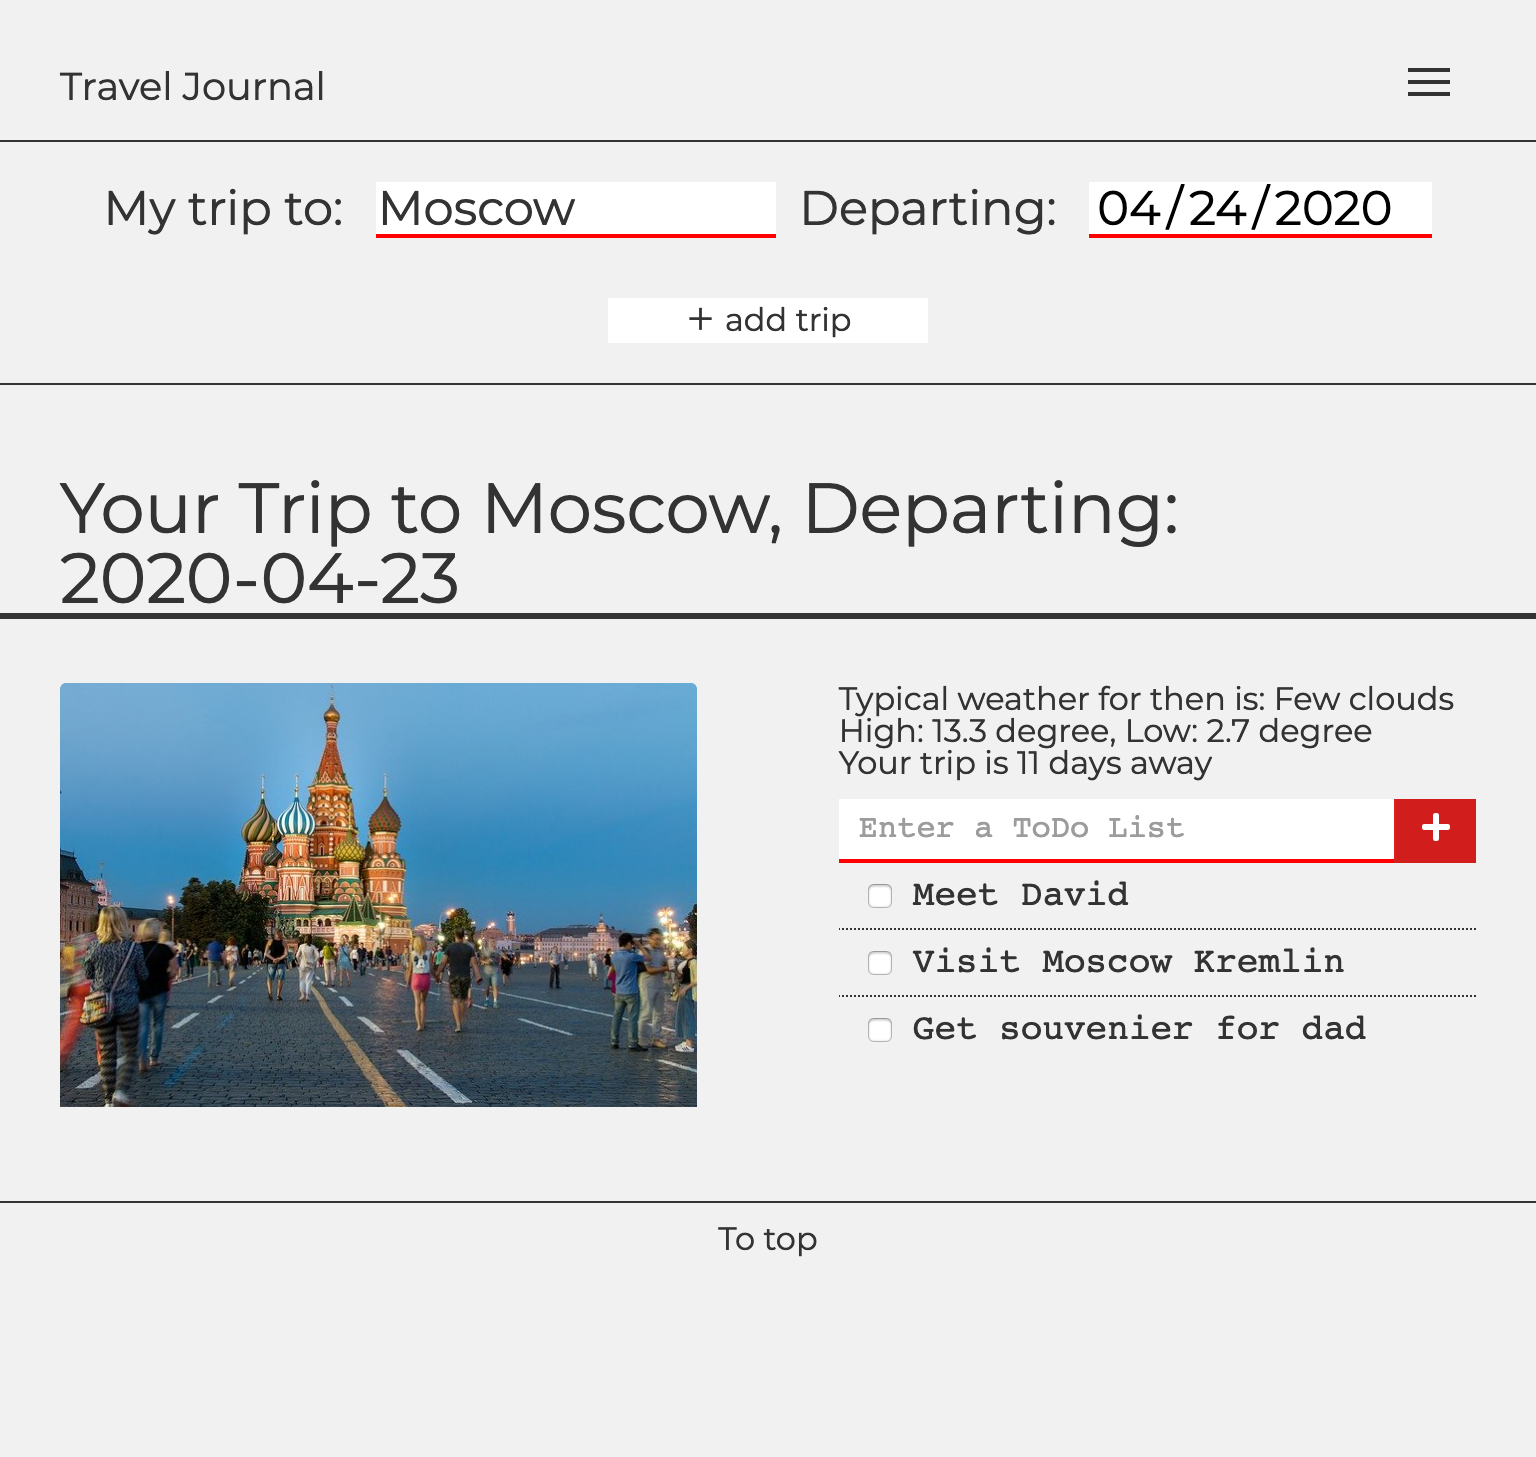 Travel Journal
My trip to: Moscow Departing: 04/24/2020
+ add trip
Your Trip to Moscow, Departing:
2020-04-23
Typical weather for then is: Few clouds
High: 13.3 degree, Low: 2.7 degree
Your trip is 11 days away
Enter a ToDo List
Meet David
Visit Moscow Kremlin
Get souvenier for dad
To top